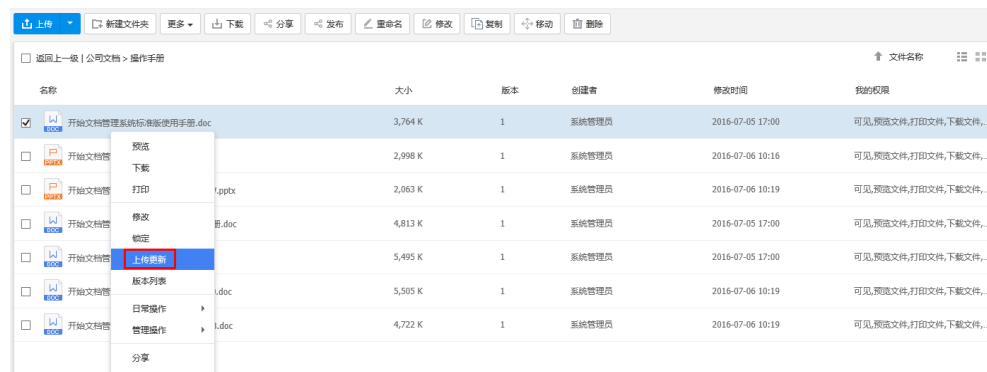 上传 新建文件夹 更多 下载 分享 发布 重命名 修改 复制 移动 删除
返回上一级 | 公司文档 > 操作手册 文件名称
名称 大小 版本 创建者 修改时间 我的权限
开始文档管理系统标准版使用手册.doc 3,764 K 1 系统管理员 2016-07-05 17:00 可见,预览文件,打印文件,下载文件,...
预览
开始文档管 2,998 K 1 系统管理员 2016-07-06 10:16 可见,预览文件,打印文件,下载文件,...
下载
打印
开始文档管 .pptx 2,063 K 1 系统管理员 2016-07-06 10:19 可见,预览文件,打印文件,下载文件,...
修改
开始文档管 册.doc 4,813 K 1 系统管理员 2016-07-05 17:00 可见,预览文件,打印文件,下载文件,...
锁定
上传更新
开始文档管 5,495 K 1 系统管理员 2016-07-05 17:00 可见,预览文件,打印文件,下载文件,...
版本列表
开始文档管 .doc 5,505 K 1 系统管理员 2016-07-06 10:19 可见,预览文件,打印文件,下载文件,...
日常操作
管理操作
开始文档管 .doc 4,722 K 1 系统管理员 2016-07-06 10:19 可见,预览文件,打印文件,下载文件,...
分享